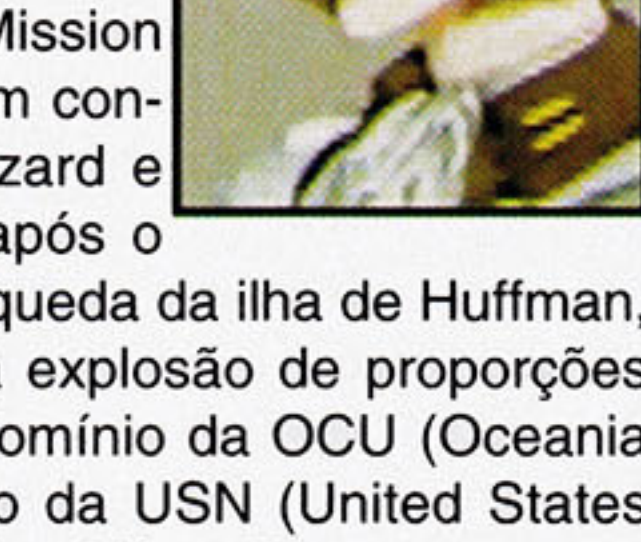 Mission
m con-
zard e
após o
queda da ilha de Huffman,
explosão de proporções
omínio da OCU (Oceania
o da USN (United States